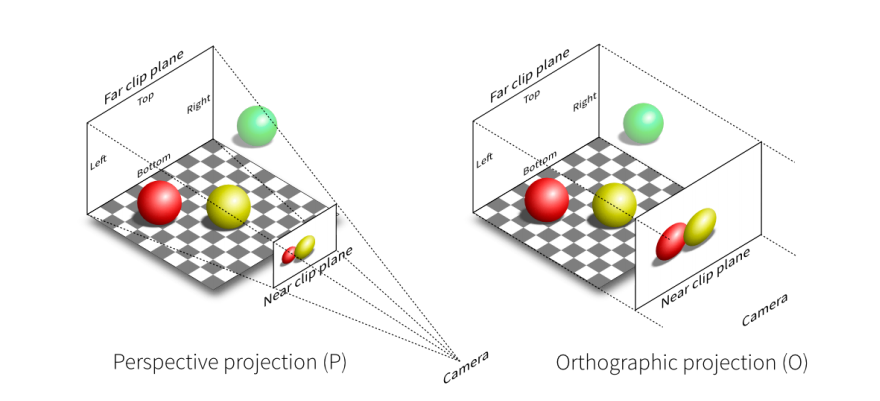 Far clip plane
Top
Right
Left
Bottom
Near clip plane
Camera
Perspective projection (P)
Far clip plane
Top
Right
Left
Bottom
Near clip plane
Camera
Orthographic projection (O)